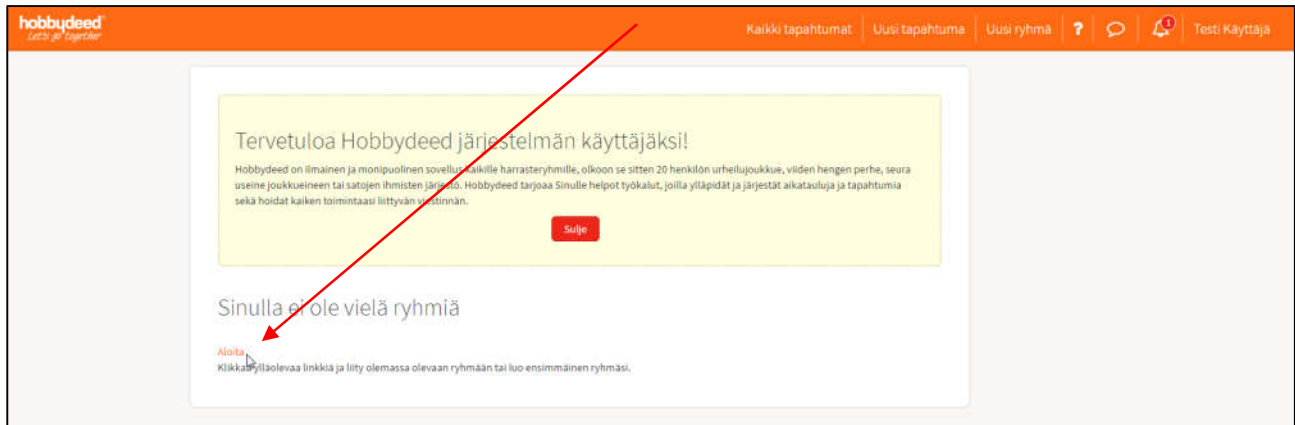 hobbydeed
Let's go together
Kaikki tapahtumat
Uusi tapahtuma
Uusi ryhmä
?
1
Testi Käyttäjä
Tervetuloa Hobbydeed järjestelmän käyttäjäksi!
Hobbydeed on ilmainen ja monipuolinen sovellus kaikille harrasteryhmille, olkoon se sitten 20 henkilön urheilujoukkue, viiden hengen perhe, seura
useine joukkueineen tai satojen ihmisten järjestö. Hobbydeed tarjoaa Sinulle helpot työkalut, joilla ylläpidät ja järjestät aikatauluja ja tapahtumia
sekä hoidat kaiken toimintaasi liittyvän viestinnän.
Sulje
Sinulla ei ole vielä ryhmiä
Aloita
Klikkaa ylläolevaa linkkiä ja liity olemassa olevaan ryhmään tai luo ensimmäinen ryhmäsi.